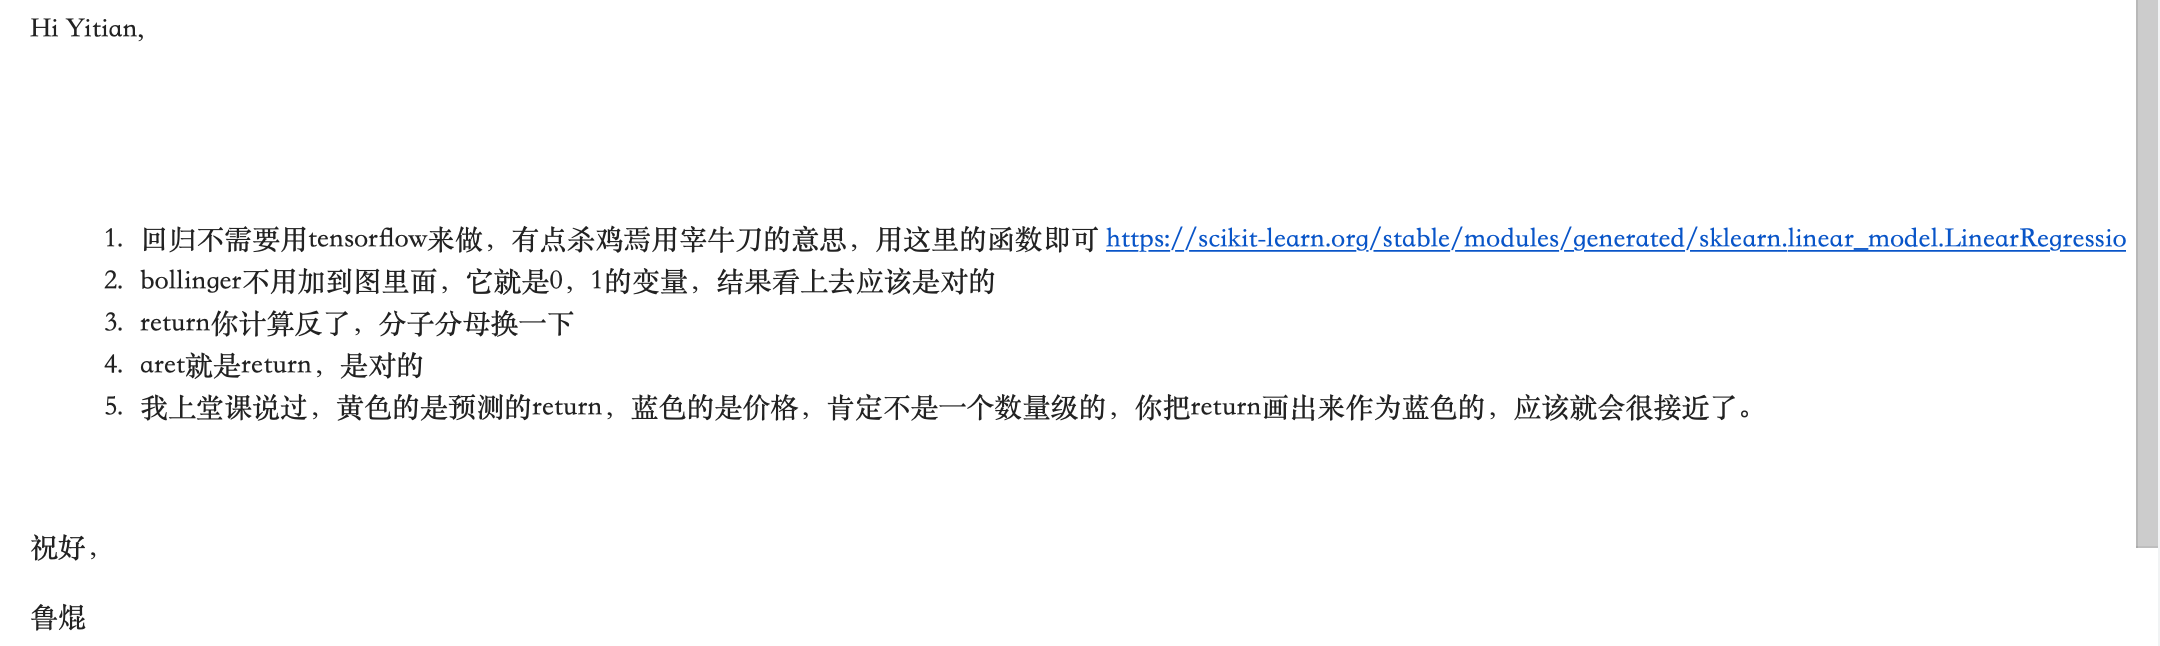 Hi Yitian,
1. 回归不需要用tensorflow来做，有点杀鸡焉用宰牛刀的意思，用这里的函数即可 https://scikit-learn.org/stable/modules/generated/sklearn.linear_model.LinearRegressio
2. bollinger不用加到图里面，它就是0，1的变量，结果看上去应该是对的
3. return你计算反了，分子分母换一下
4. aret就是return，是对的
5. 我上堂课说过，黄色的是预测的return，蓝色的是价格，肯定不是一个数量级的，你把return画出来作为蓝色的，应该就会很接近了。
祝好，
鲁焜